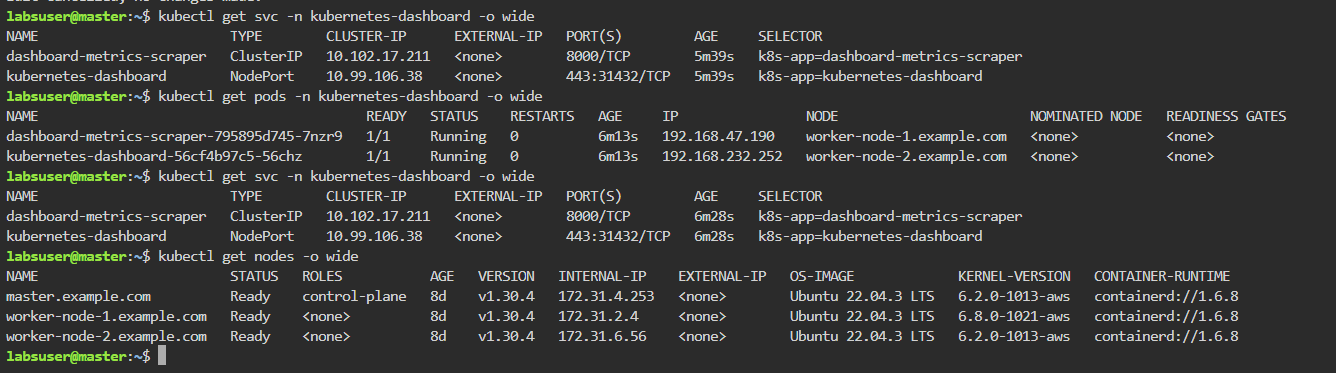 labsuser@master:~$ kubectl get svc -n kubernetes-dashboard -o wide
NAME                        TYPE        CLUSTER-IP      EXTERNAL-IP   PORT(S)         AGE     SELECTOR
dashboard-metrics-scraper   ClusterIP   10.102.17.211   <none>        8000/TCP        5m39s   k8s-app=dashboard-metrics-scraper
kubernetes-dashboard        NodePort    10.99.106.38    <none>        443:31432/TCP   5m39s   k8s-app=kubernetes-dashboard
labsuser@master:~$ kubectl get pods -n kubernetes-dashboard -o wide
NAME                                         READY   STATUS    RESTARTS   AGE     IP                NODE                        NOMINATED NODE   READINESS GATES
dashboard-metrics-scraper-795895d745-7nzr9   1/1     Running   0          6m13s   192.168.47.190    worker-node-1.example.com   <none>           <none>
kubernetes-dashboard-56cf4b97c5-56chz        1/1     Running   0          6m13s   192.168.232.252   worker-node-2.example.com   <none>           <none>
labsuser@master:~$ kubectl get svc -n kubernetes-dashboard -o wide
NAME                        TYPE        CLUSTER-IP      EXTERNAL-IP   PORT(S)         AGE     SELECTOR
dashboard-metrics-scraper   ClusterIP   10.102.17.211   <none>        8000/TCP        6m28s   k8s-app=dashboard-metrics-scraper
kubernetes-dashboard        NodePort    10.99.106.38    <none>        443:31432/TCP   6m28s   k8s-app=kubernetes-dashboard
labsuser@master:~$ kubectl get nodes -o wide
NAME                        STATUS   ROLES           AGE   VERSION   INTERNAL-IP    EXTERNAL-IP   OS-IMAGE             KERNEL-VERSION   CONTAINER-RUNTIME
master.example.com          Ready    control-plane   8d    v1.30.4   172.31.4.253   <none>        Ubuntu 22.04.3 LTS   6.2.0-1013-aws   containerd://1.6.8
worker-node-1.example.com   Ready    <none>          8d    v1.30.4   172.31.2.4     <none>        Ubuntu 22.04.3 LTS   6.8.0-1021-aws   containerd://1.6.8
worker-node-2.example.com   Ready    <none>          8d    v1.30.4   172.31.6.56    <none>        Ubuntu 22.04.3 LTS   6.2.0-1013-aws   containerd://1.6.8
labsuser@master:~$